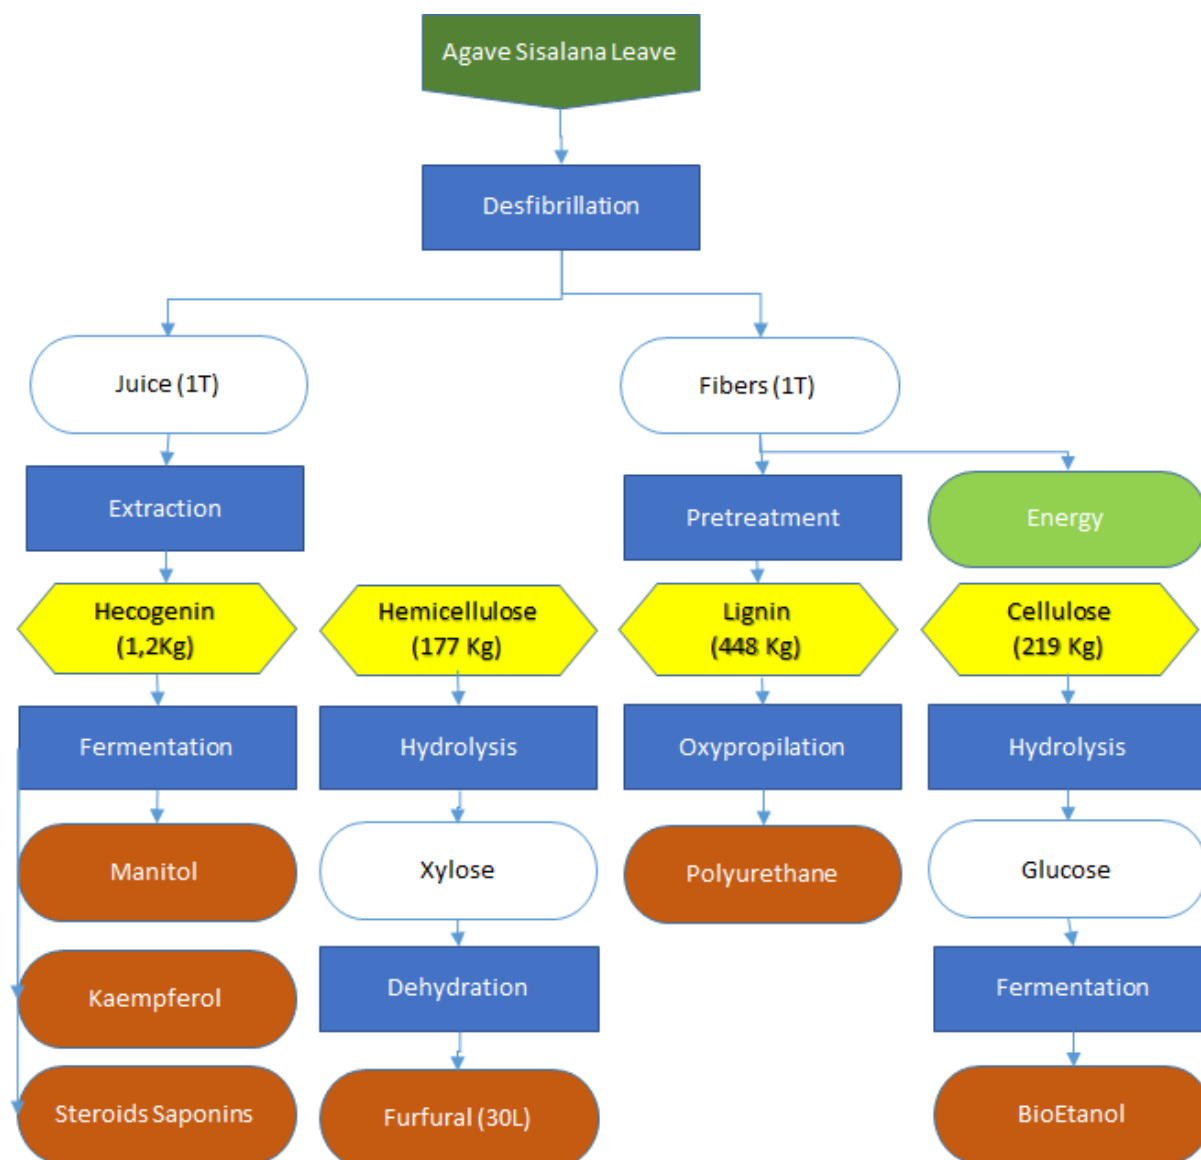 Agave Sisalana Leave
Desfibrillation
Juice (1T)
Fibers (1T)
Extraction
Pretreatment
Energy
Hecogenin
(1,2Kg)
Hemicellulose
(177 Kg)
Lignin
(448 Kg)
Cellulose
(219 Kg)
Fermentation
Hydrolysis
Oxypropilation
Hydrolysis
Manitol
Xylose
Polyurethane
Glucose
Kaempferol
Dehydration
Fermentation
Steroids Saponins
Furfural (30L)
BioEtanol